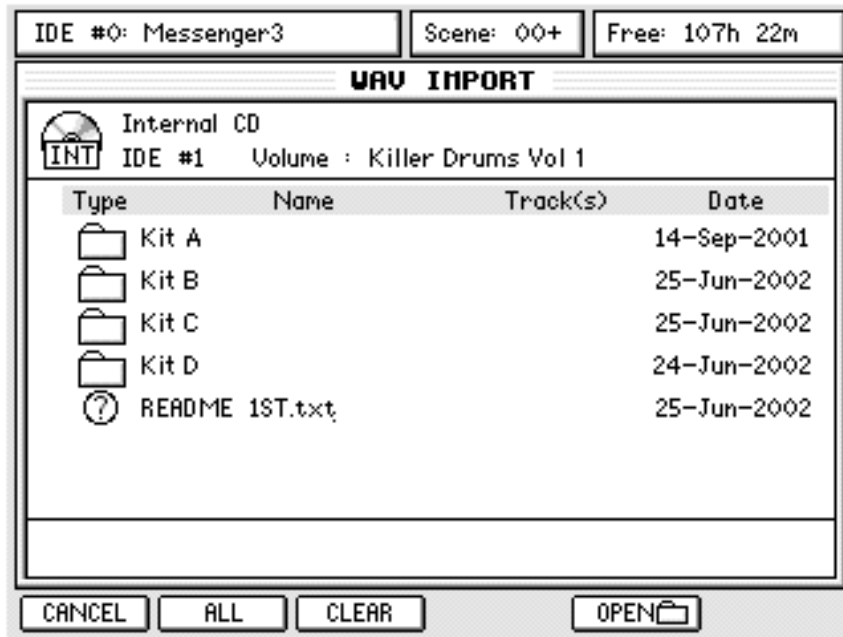 IDE #0: Messenger3 Scene: 00+ Free: 107h 22m
WAV IMPORT
Internal CD
INT IDE #1 Volume : Killer Drums Vol 1
Type Name Track(s) Date
Kit A 14-Sep-2001
Kit B 25-Jun-2002
Kit C 25-Jun-2002
Kit D 24-Jun-2002
? README 1ST.txt 25-Jun-2002
CANCEL ALL CLEAR OPEN